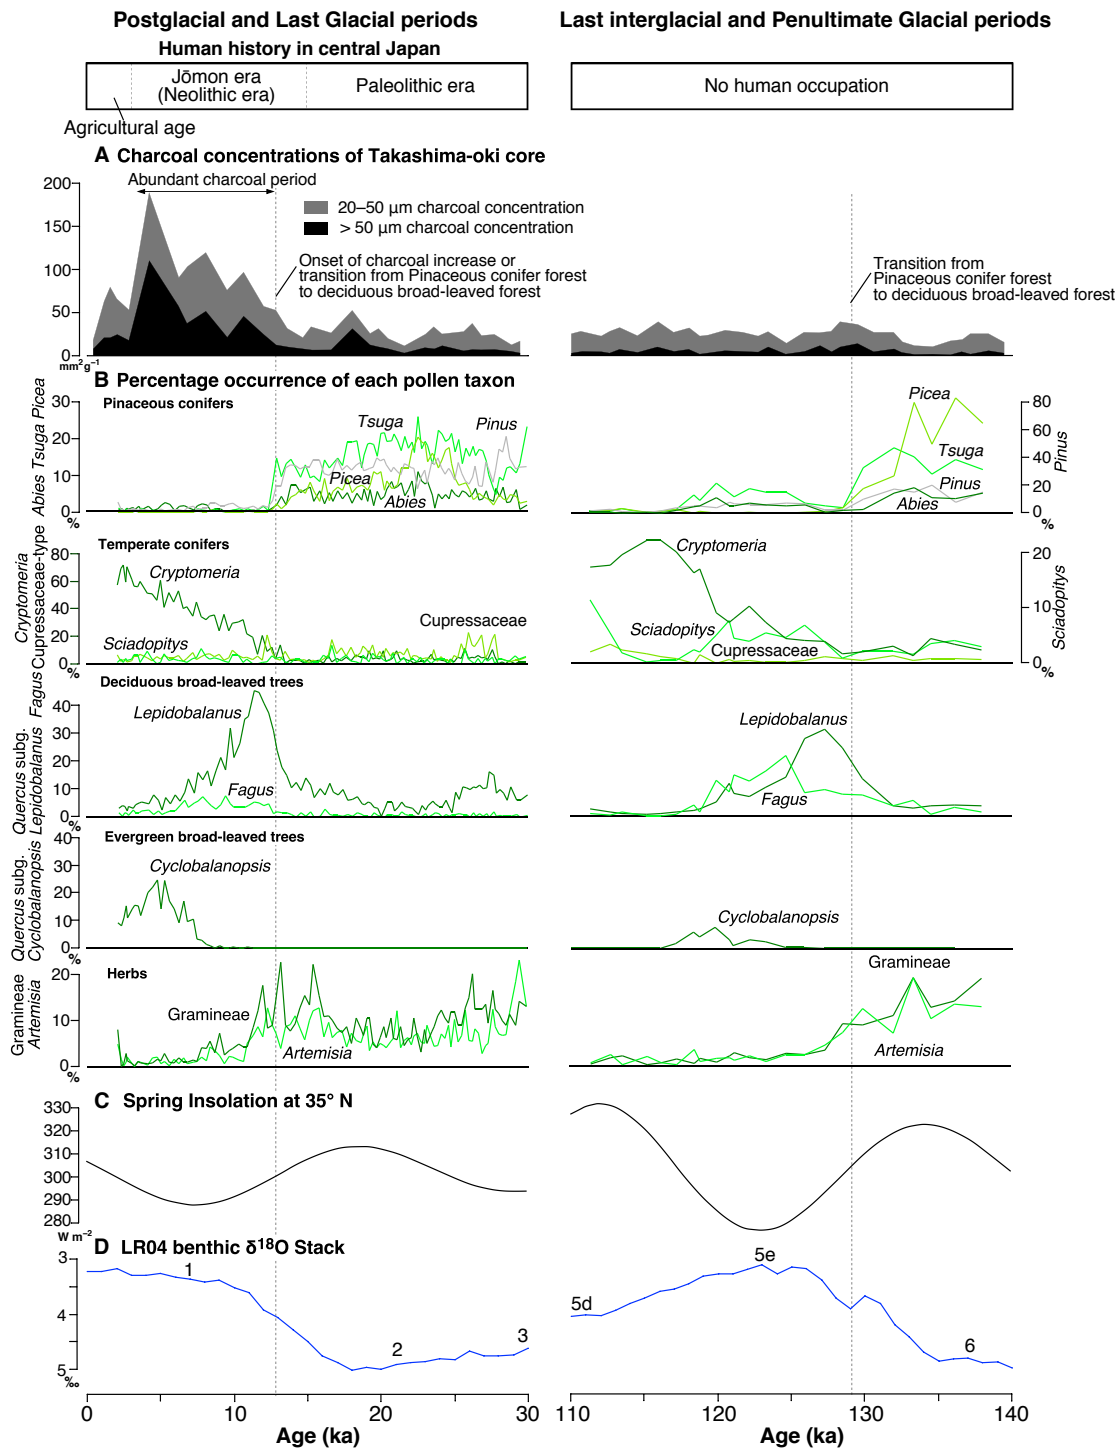 Postglacial and Last Glacial periods
Last interglacial and Penultimate Glacial periods
Human history in central Japan
Jōmon era
(Neolithic era)
Paleolithic era
No human occupation
Agricultural age
A Charcoal concentrations of Takashima-oki core
Abundant charcoal period
200
150
100
50
0
mm² g⁻¹
20–50 µm charcoal concentration
> 50 µm charcoal concentration
Onset of charcoal increase or
transition from Pinaceous conifer forest
to deciduous broad-leaved forest
Transition from
Pinaceous conifer forest
to deciduous broad-leaved forest
B Percentage occurrence of each pollen taxon
Pinaceous conifers
Abies Tsuga Picea
30
20
10
0
%
Tsuga
Pinus
Picea
Abies
Picea
Tsuga
Pinus
Abies
80
60
40
20
0
%
Pinus
Temperate conifers
Cryptomeria
Cupressaceae-type
80
60
40
20
0
%
Cryptomeria
Sciadopitys
Cupressaceae
Cryptomeria
Sciadopitys
Cupressaceae
20
10
0
%
Sciadopitys
Deciduous broad-leaved trees
Fagus
Quercus subg.
Lepidobalanus
40
30
20
10
0
%
Lepidobalanus
Fagus
Lepidobalanus
Fagus
Evergreen broad-leaved trees
Quercus subg.
Cyclobalanopsis
40
30
20
10
0
%
Cyclobalanopsis
Cyclobalanopsis
Herbs
Gramineae
Artemisia
20
10
0
%
Gramineae
Artemisia
Gramineae
Artemisia
C Spring Insolation at 35° N
330
310
300
290
280
W m⁻²
D LR04 benthic δ¹⁸O Stack
3
4
5
‰
1
2
3
5d
5e
6
0
10
20
30
110
120
130
140
Age (ka)
Age (ka)